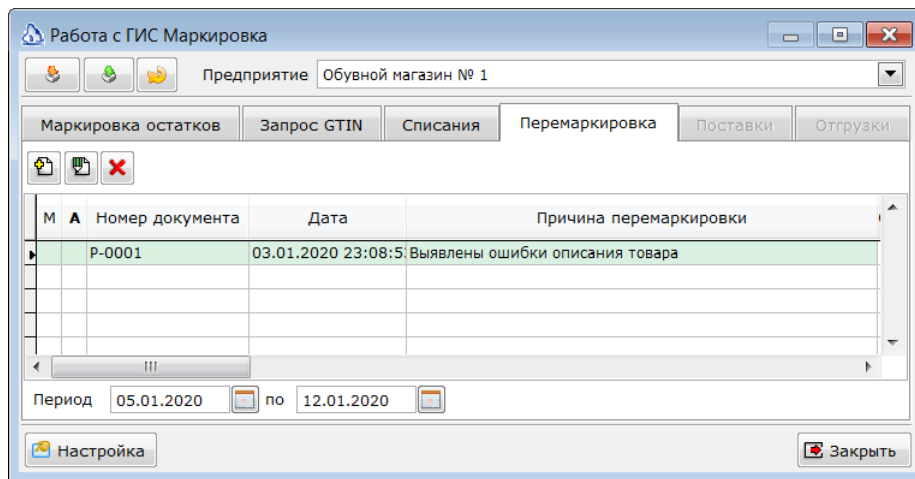 Работа с ГИС Маркировка
Предприятие Обувной магазин № 1
Маркировка остатков Запрос GTIN Списания Перемаркировка Поставки Отгрузки
М А Номер документа Дата Причина перемаркировки
Р-0001 03.01.2020 23:08:5 Выявлены ошибки описания товара
Период 05.01.2020 по 12.01.2020
Настройка Закрыть